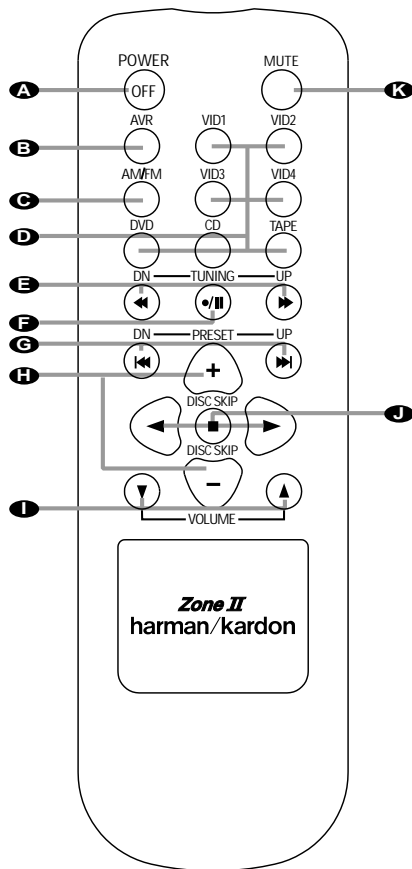 POWER MUTE
A OFF K
AVR VID1 VID2
B
AM/FM VID3 VID4
C
DVD CD TAPE
D
DN TUNING UP
E
F
DN PRESET UP
G
H +
DISC SKIP
J
DISC SKIP
−
I
VOLUME
Zone II
harman/kardon